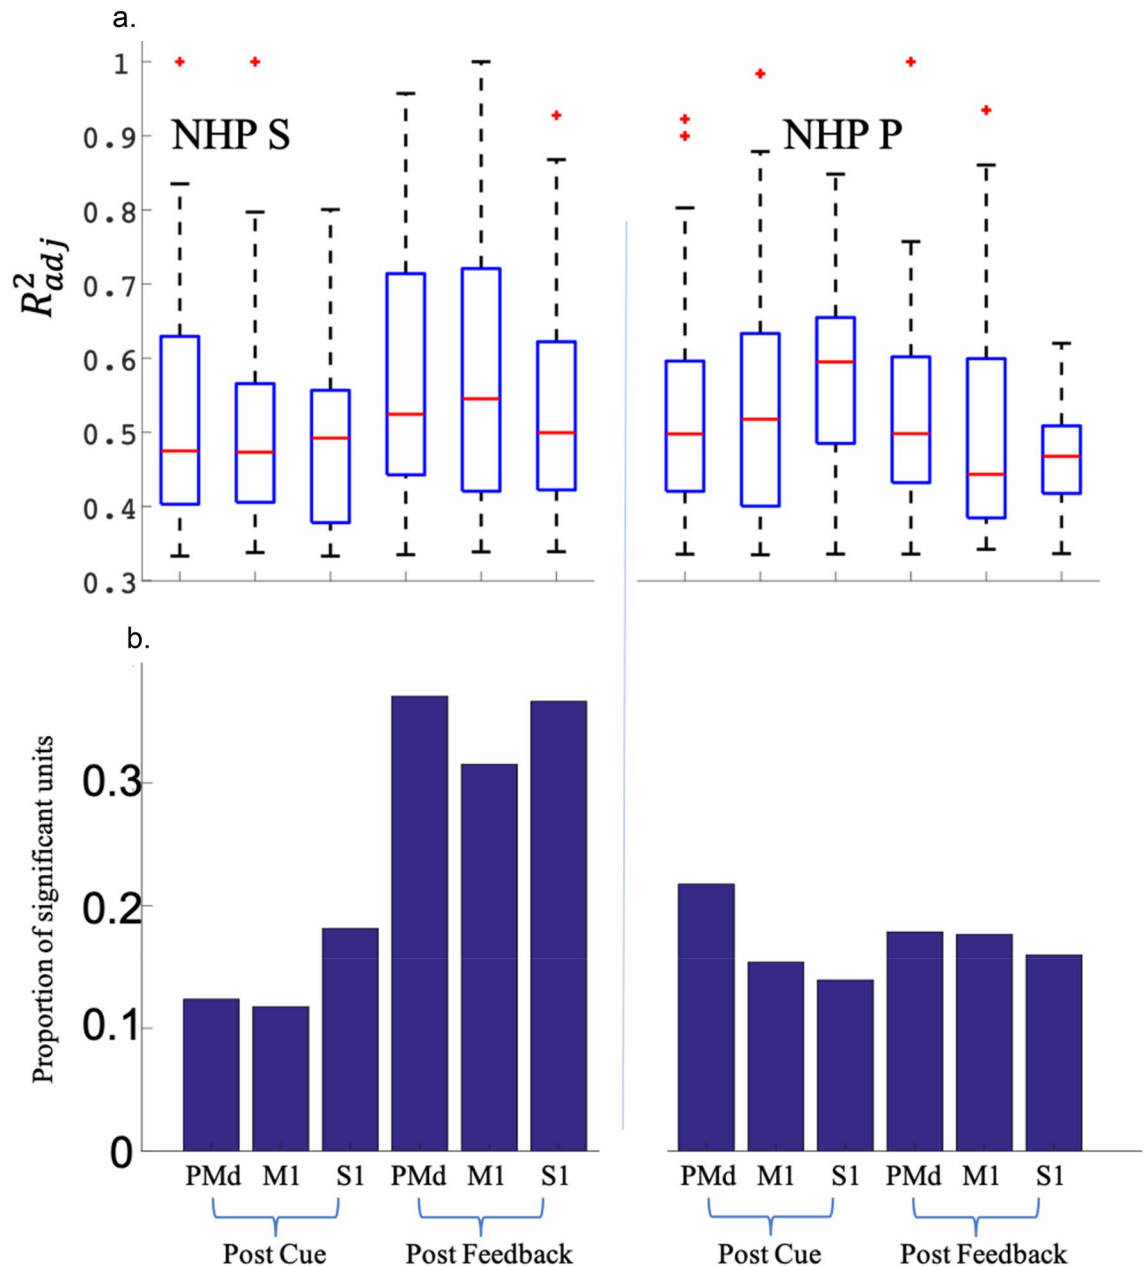 a.
1
NHP S
NHP P
0.9
0.8
0.7
0.6
0.5
0.4
0.3
R²adj
b.
0.3
0.2
0.1
0
Proportion of significant units
PMd M1 S1 PMd M1 S1 PMd M1 S1 PMd M1 S1
Post Cue Post Feedback Post Cue Post Feedback